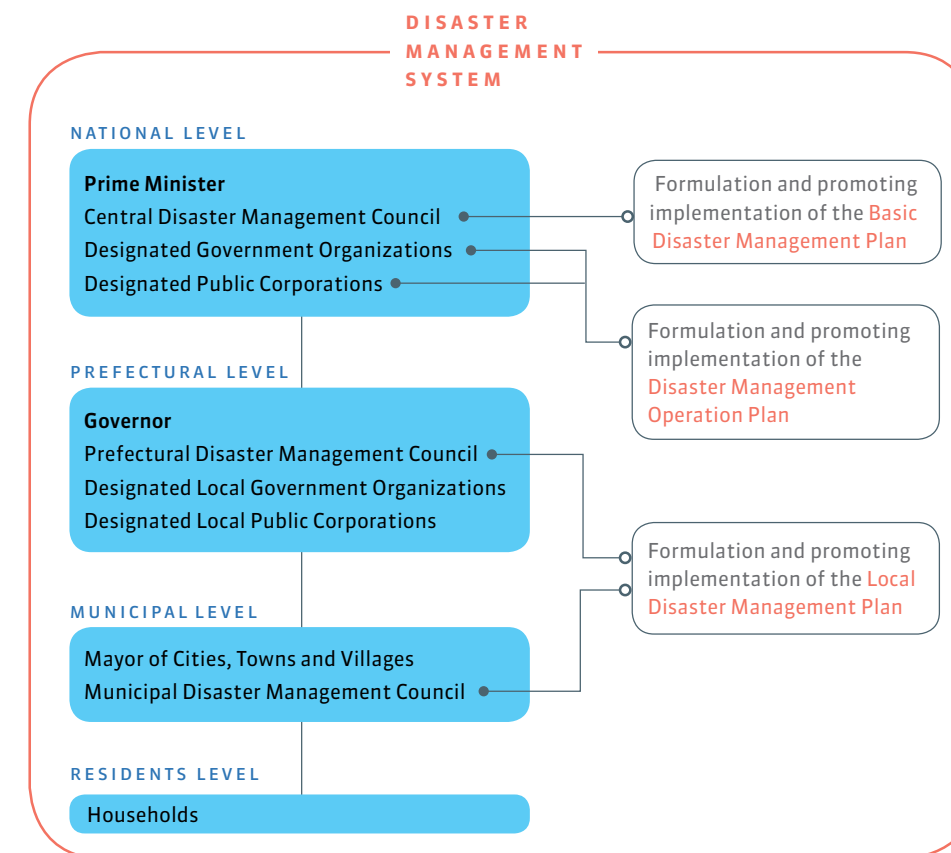 DISASTER
MANAGEMENT
SYSTEM
NATIONAL LEVEL
Prime Minister
Central Disaster Management Council
Designated Government Organizations
Designated Public Corporations
Formulation and promoting
implementation of the Basic
Disaster Management Plan
Formulation and promoting
implementation of the
Disaster Management
Operation Plan
PREFECTURAL LEVEL
Governor
Prefectural Disaster Management Council
Designated Local Government Organizations
Designated Local Public Corporations
Formulation and promoting
implementation of the Local
Disaster Management Plan
MUNICIPAL LEVEL
Mayor of Cities, Towns and Villages
Municipal Disaster Management Council
RESIDENTS LEVEL
Households